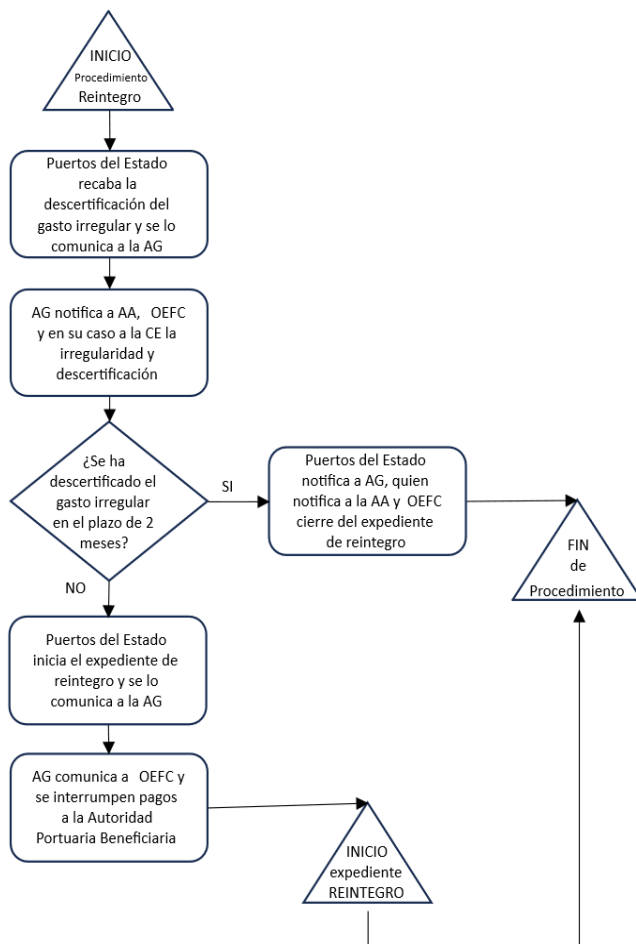 INICIO
Procedimiento
Reintegro
Puertos del Estado
recaba la
descertificación del
gasto irregular y se lo
comunica a la AG
AG notifica a AA, OEFC
y en su caso a la CE la
irregularidad y
descertificación
¿Se ha
descertificado el
gasto irregular
en el plazo de 2
meses?
SI
Puertos del Estado
notifica a AG, quien
notifica a la AA y OEFC
cierre del expediente
de reintegro
FIN
de
Procedimiento
NO
Puertos del Estado
inicia el expediente de
reintegro y se lo
comunica a la AG
AG comunica a OEFC y
se interrumpen pagos
a la Autoridad
Portuaria Beneficiaria
INICIO
expediente
REINTEGRO